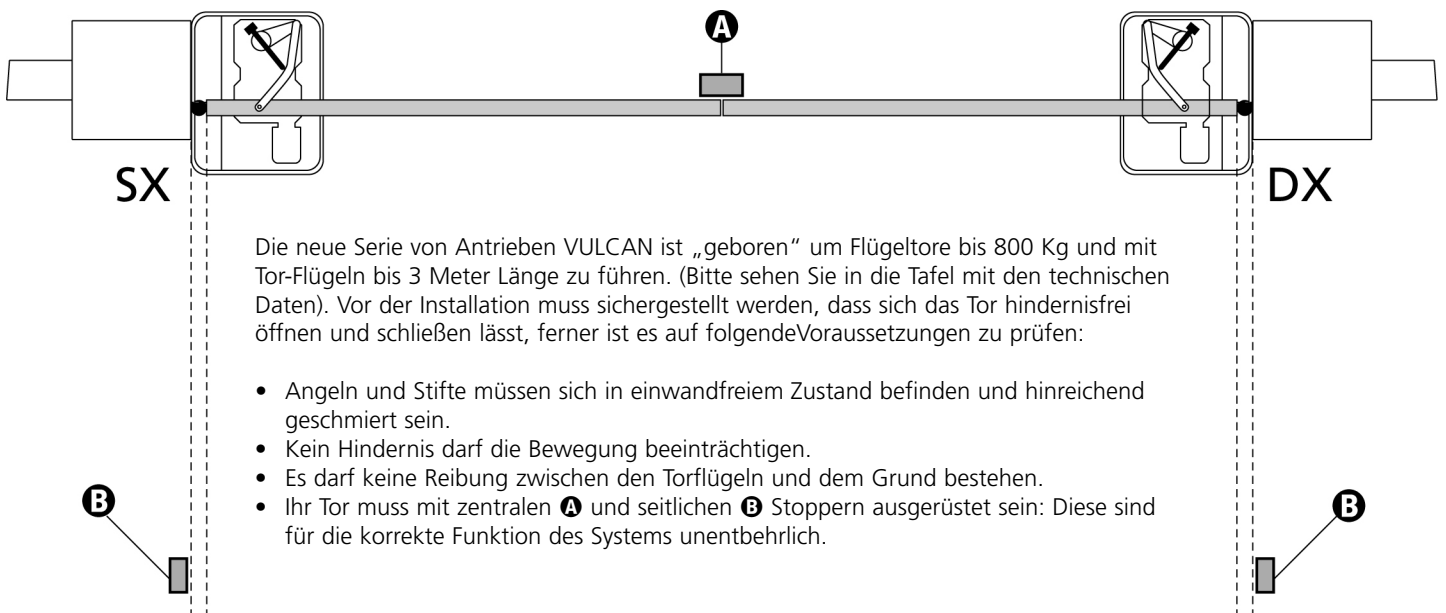 A
SX
DX
Die neue Serie von Antrieben VULCAN ist „geboren“ um Flügeltore bis 800 Kg und mit
Tor-Flügeln bis 3 Meter Länge zu führen. (Bitte sehen Sie in die Tafel mit den technischen
Daten). Vor der Installation muss sichergestellt werden, dass sich das Tor hindernisfrei
öffnen und schließen lässt, ferner ist es auf folgendeVoraussetzungen zu prüfen:
• Angeln und Stifte müssen sich in einwandfreiem Zustand befinden und hinreichend
geschmiert sein.
• Kein Hindernis darf die Bewegung beeinträchtigen.
• Es darf keine Reibung zwischen den Torflügeln und dem Grund bestehen.
• Ihr Tor muss mit zentralen A und seitlichen B Stoppern ausgerüstet sein: Diese sind
für die korrekte Funktion des Systems unentbehrlich.
B
B